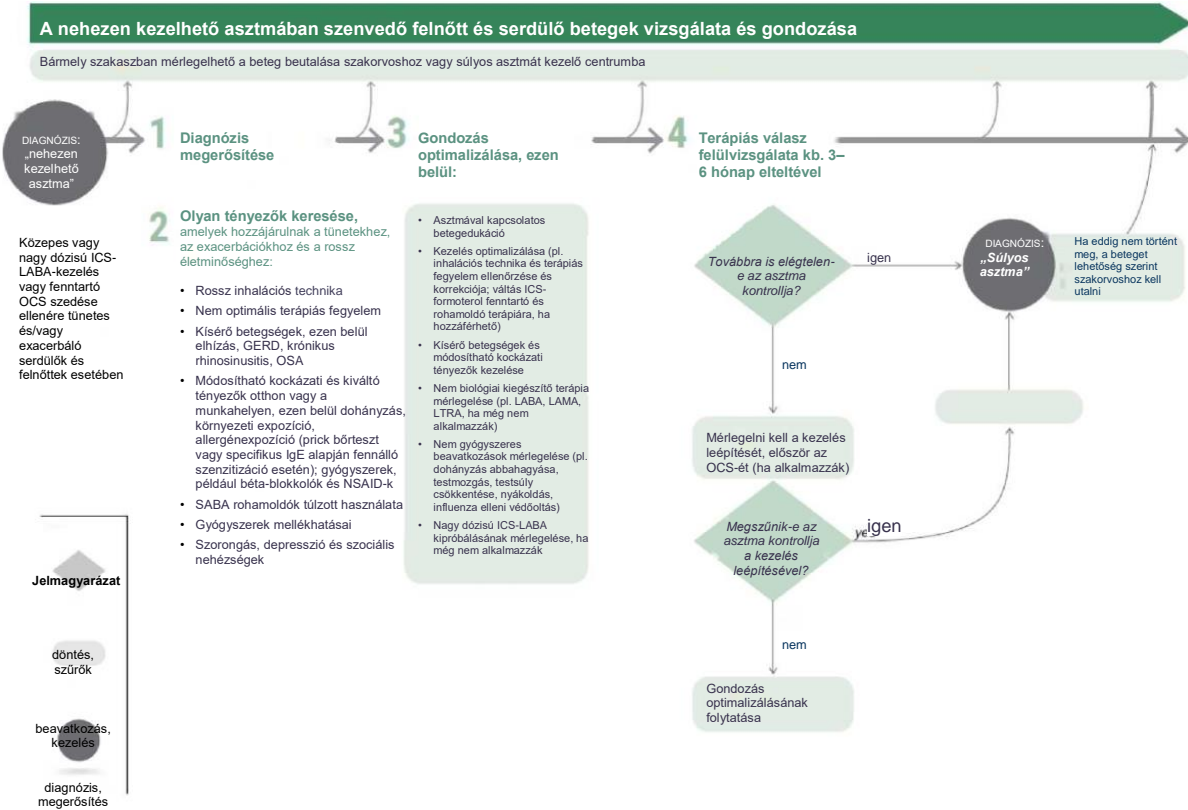 A nehezen kezelhető asztmában szenvedő felnőtt és serdülő betegek vizsgálata és gondozása
Bármely szakaszban mérlegelhető a beteg beutalása szakorvoshoz vagy súlyos asztmát kezelő centrumba
DIAGNÓZIS:
„nehezen
kezelhető
asztma”
Közepes vagy
nagy dózisú ICS-
LABA-kezelés
vagy fenntartó
OCS szedése
ellenére tünetes
és/vagy
exacerbáló
serdülők és
felnőttek esetében
1 Diagnózis
megerősítése
2 Olyan tényezők keresése,
amelyek hozzájárulnak a tünetekhez,
az exacerbációkhoz és a rossz
életminőséghez:
• Rossz inhalációs technika
• Nem optimális terápiás fegyelem
• Kísérő betegségek, ezen belül
elhízás, GERD, krónikus
rhinosinusitis, OSA
• Módosítható kockázati és kiváltó
tényezők otthon vagy a
munkahelyen, ezen belül dohányzás,
környezeti expozíció,
allergénexpozíció (prick bőrteszt
vagy specifikus IgE alapján fennálló
szenzitizáció esetén); gyógyszerek,
például béta-blokkolók és NSAID-k
• SABA rohamoldók túlzott használata
• Gyógyszerek mellékhatásai
• Szorongás, depresszió és szociális
nehézségek
3 Gondozás
optimalizálása, ezen
belül:
• Asztmával kapcsolatos
betegedukáció
• Kezelés optimalizálása (pl.
inhalációs technika és terápiás
fegyelem ellenőrzése és
korrekciója; váltás ICS-
formoterol fenntartó és
rohamoldó terápiára, ha
hozzáférhető)
• Kísérő betegségek és
módosítható kockázati
tényezők kezelése
• Nem biológiai kiegészítő terápia
mérlegelése (pl. LABA, LAMA,
LTRA, ha még nem
alkalmazzák)
• Nem gyógyszeres
beavatkozások mérlegelése (pl.
dohányzás abbahagyása,
testmozgás, testsúly
csökkentése, nyákoldás,
influenza elleni védőoltás)
• Nagy dózisú ICS-LABA
kipróbálásának mérlegelése, ha
még nem alkalmazzák
4 Terápiás válasz
felülvizsgálata kb. 3–
6 hónap elteltével
Továbbra is elégtelen-
e az asztma
kontrollja?
igen
DIAGNÓZIS:
„Súlyos
asztma”
Ha eddig nem történt
meg, a beteget
lehetőség szerint
szakorvoshoz kell
utalni
nem
Mérlegelni kell a kezelés
leépítését, először az
OCS-ét (ha alkalmazzák)
Megszűnik-e az
asztma kontrollja
a kezelés
leépítésével?
igen
nem
Gondozás
optimalizálásának
folytatása
Jelmagyarázat
döntés,
szűrők
beavatkozás,
kezelés
diagnózis,
megerősítés